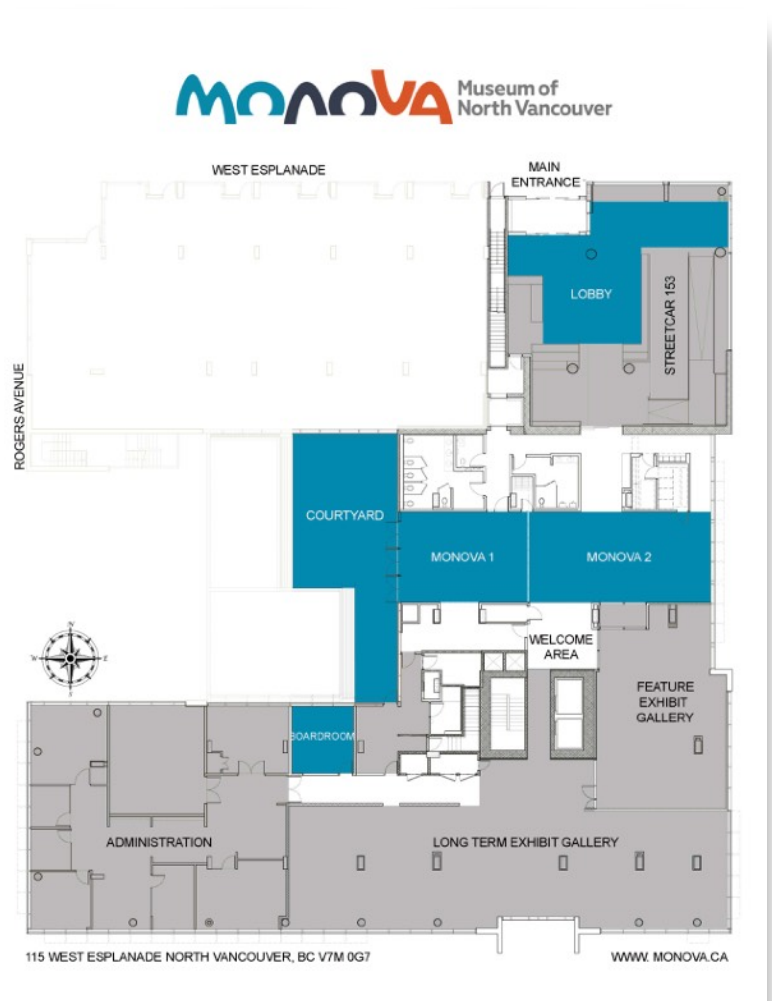 MONOVA
Museum of
North Vancouver
WEST ESPLANADE
MAIN
ENTRANCE
LOBBY
STREETCAR 153
ROGERS AVENUE
COURTYARD
MONOVA 1
MONOVA 2
N
W
E
S
WELCOME
AREA
FEATURE
EXHIBIT
GALLERY
BOARDROOM
ADMINISTRATION
LONG TERM EXHIBIT GALLERY
115 WEST ESPLANADE NORTH VANCOUVER, BC V7M 0G7
WWW. MONOVA.CA